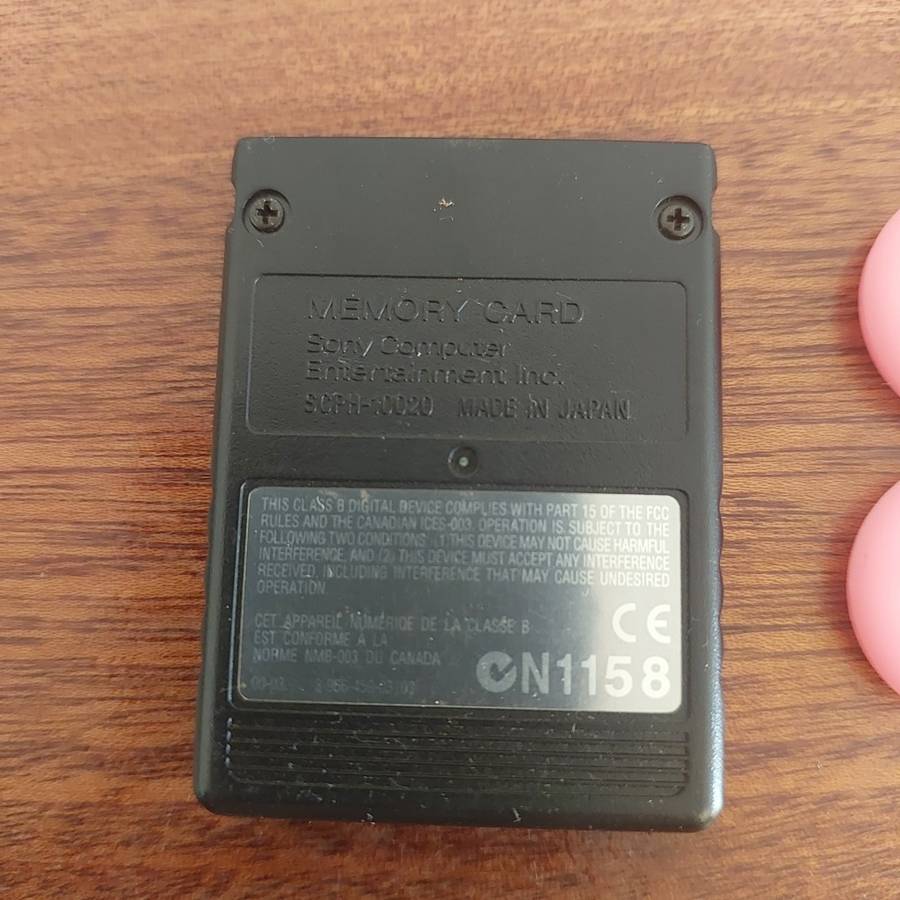 MEMORY CARD
Sony Computer
Entertainment Inc.
SCPH-10020 MADE IN JAPAN
THIS CLASS B DIGITAL DEVICE COMPLIES WITH PART 15 OF THE FCC
RULES AND THE CANADIAN ICES-003. OPERATION IS SUBJECT TO THE
FOLLOWING TWO CONDITIONS (1) THIS DEVICE MAY NOT CAUSE HARMFUL
INTERFERENCE, AND (2) THIS DEVICE MUST ACCEPT ANY INTERFERENCE
RECEIVED, INCLUDING INTERFERENCE THAT MAY CAUSE UNDESIRED
OPERATION.
CET APPAREIL NUMERIQE DE LA CLASSE B
EST CONFORME A LA
NORME NMB-003 DU CANADA
CE
N1158